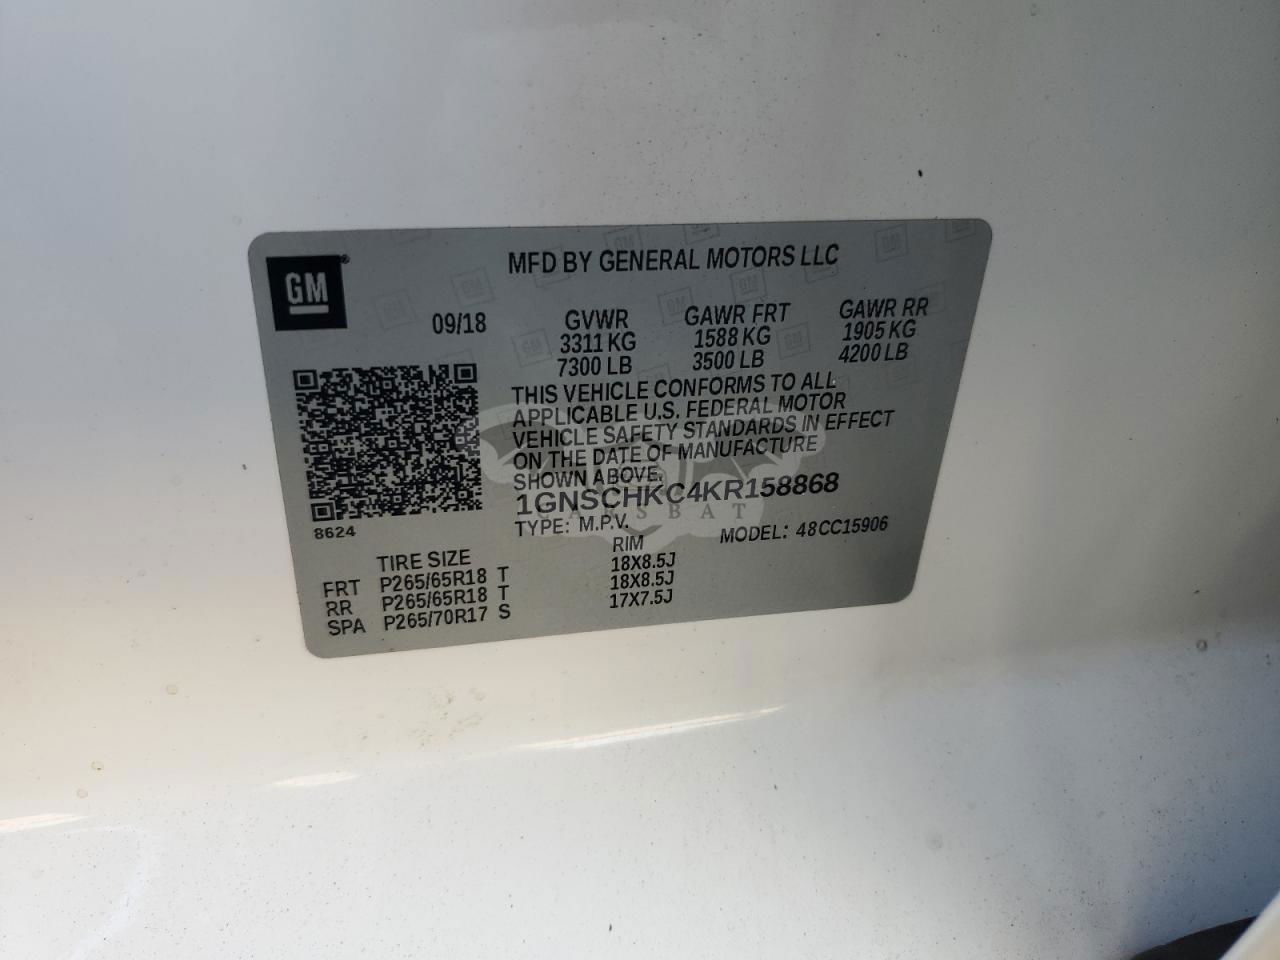 GM®
MFD BY GENERAL MOTORS LLC
09/18
GVWR GAWR FRT GAWR RR
3311 KG 1588 KG 1905 KG
7300 LB 3500 LB 4200 LB
THIS VEHICLE CONFORMS TO ALL
APPLICABLE U.S. FEDERAL MOTOR
VEHICLE SAFETY STANDARDS IN EFFECT
ON THE DATE OF MANUFACTURE
SHOWN ABOVE.
1GNSCHKC4KR158868
CARSBAT
8624
TYPE: M.P.V. MODEL: 48CC15906
TIRE SIZE RIM
FRT P265/65R18 T 18X8.5J
RR P265/65R18 T 18X8.5J
SPA P265/70R17 S 17X7.5J